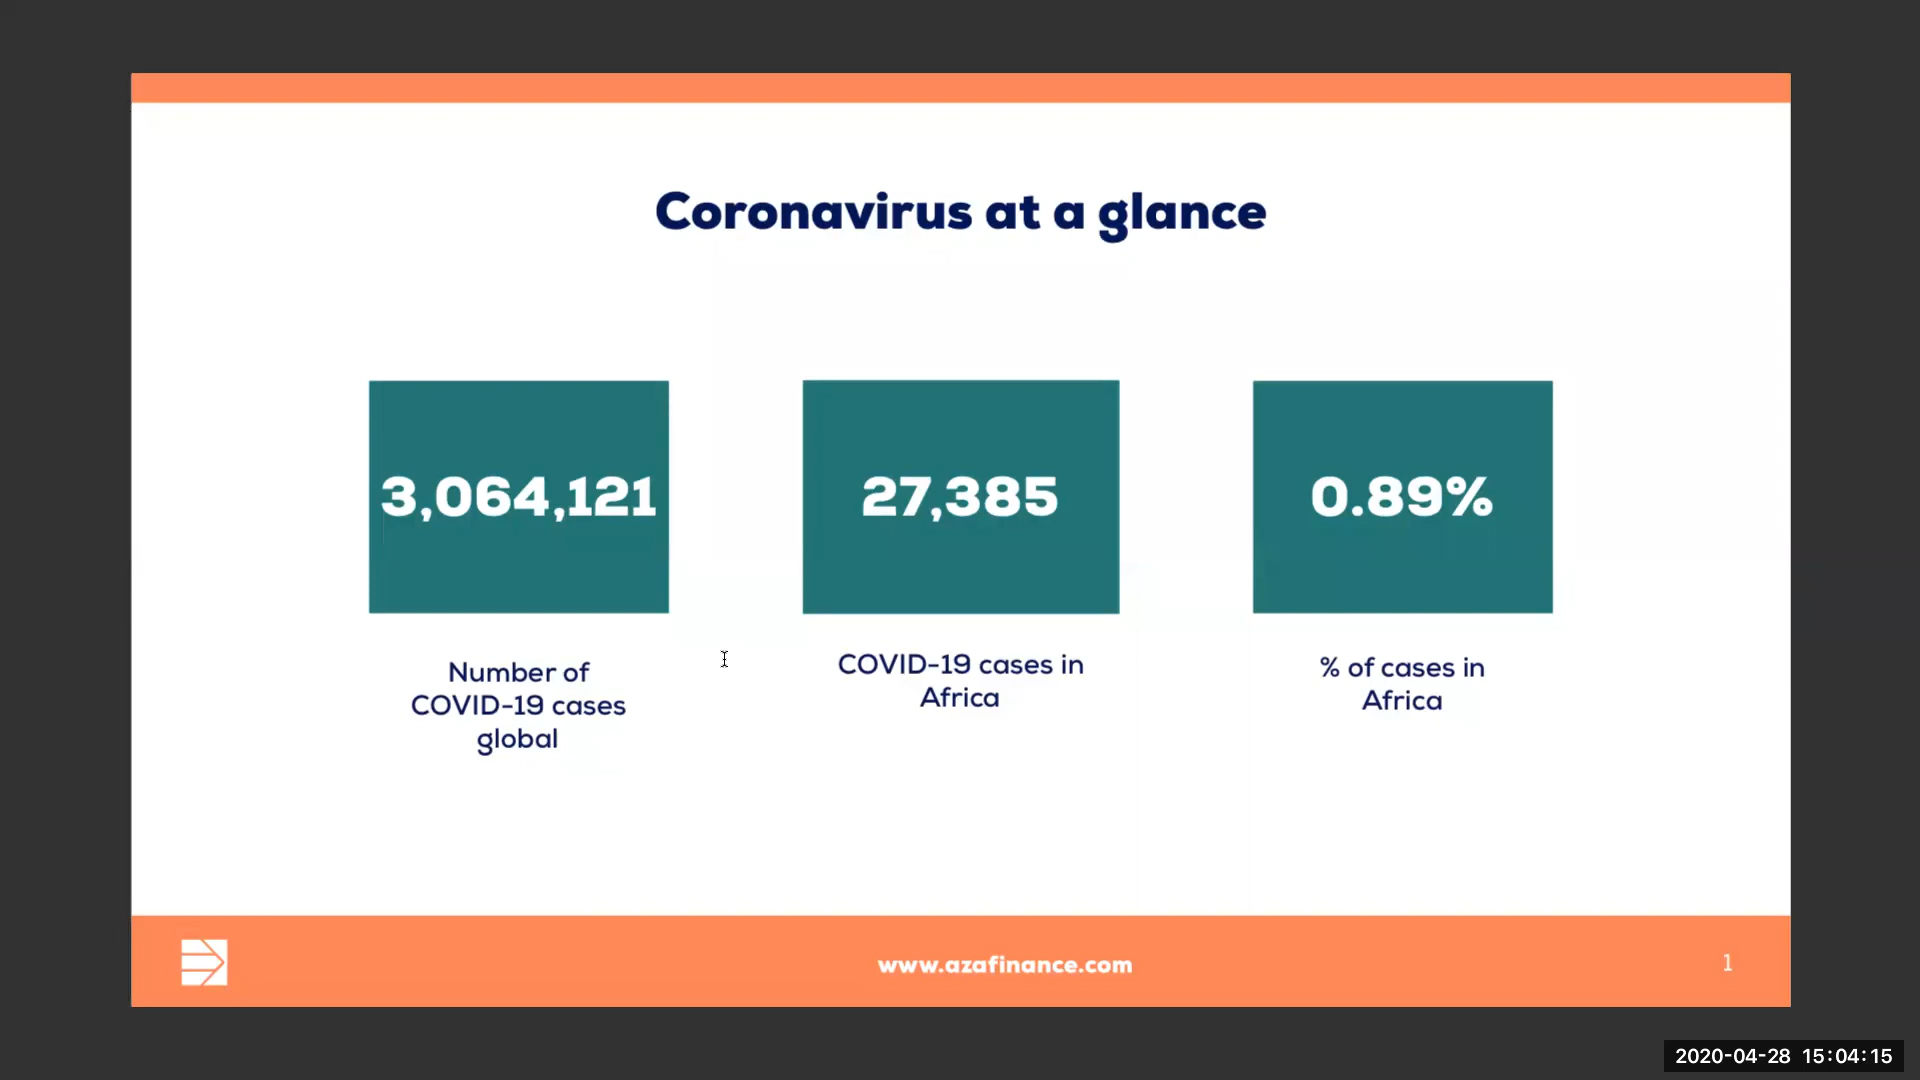 Coronavirus at a glance
3,064,121
27,385
0.89%
Number of
COVID-19 cases
global
COVID-19 cases in
Africa
% of cases in
Africa
www.azafinance.com
1
2020-04-28 15:04:15